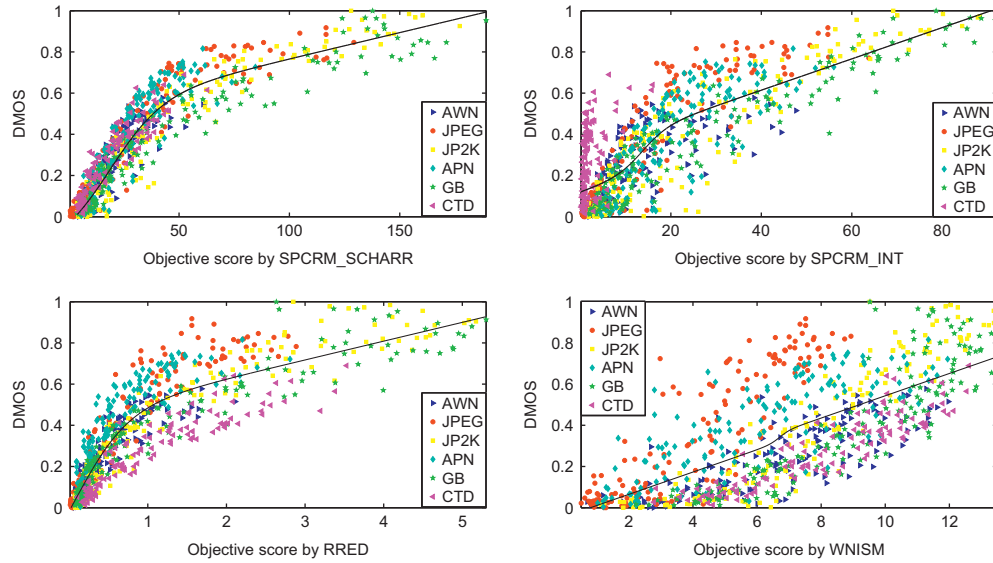 1
0.8
0.6
0.4
0.2
0
DMOS
50
100
150
Objective score by SPCRM_SCHARR
AWN
JPEG
JP2K
APN
GB
CTD
1
0.8
0.6
0.4
0.2
0
DMOS
20
40
60
80
Objective score by SPCRM_INT
AWN
JPEG
JP2K
APN
GB
CTD
1
0.8
0.6
0.4
0.2
0
DMOS
1
2
3
4
5
Objective score by RRED
AWN
JPEG
JP2K
APN
GB
CTD
1
0.8
0.6
0.4
0.2
0
DMOS
2
4
6
8
10
12
Objective score by WNISM
AWN
JPEG
JP2K
APN
GB
CTD